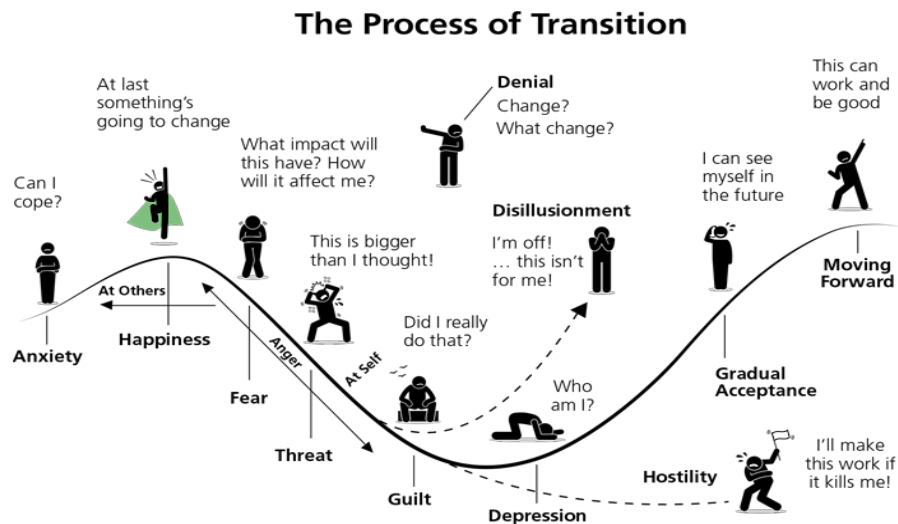 The Process of Transition
At last
something's
going to change
Denial
Change?
What change?
This can
work and
be good
What impact will
this have? How
will it affect me?
I can see
myself in
the future
Can I
cope?
This is bigger
than I thought!
Disillusionment
I'm off!
... this isn't
for me!
At Others
Moving
Forward
Happiness
Anxiety
Anger
At Self
Did I really
do that?
Fear
Who
am I?
Gradual
Acceptance
Threat
Guilt
Depression
Hostility
I'll make
this work if
it kills me!